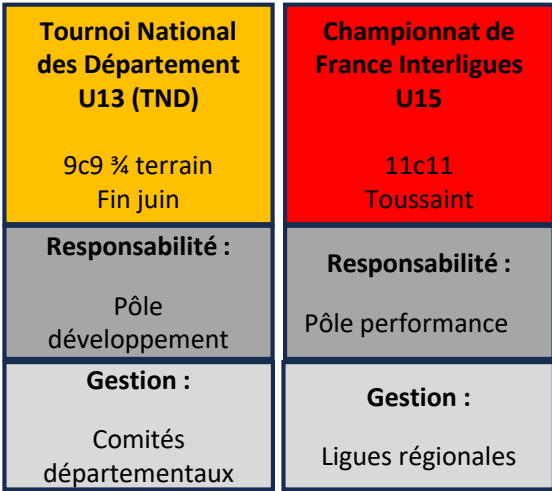 Tournoi National
des Département
U13 (TND)
9c9 ¾ terrain
Fin juin
Responsabilité :
Pôle
développement
Gestion :
Comités
départementaux
Championnat de
France Interligues
U15
11c11
Toussaint
Responsabilité :
Pôle performance
Gestion :
Ligues régionales